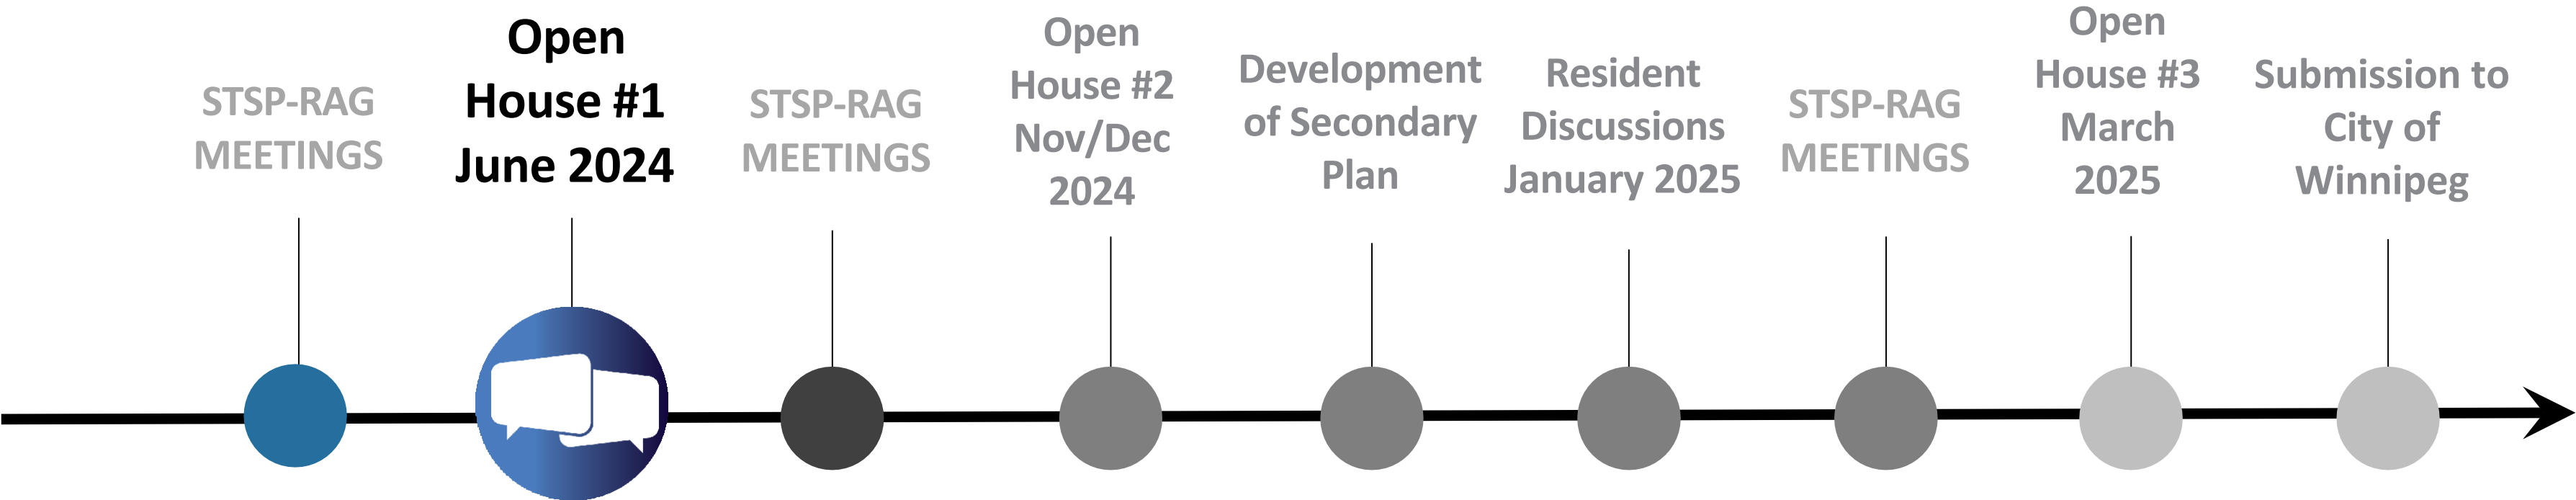 STSP-RAG
MEETINGS
Open
House #1
June 2024
STSP-RAG
MEETINGS
Open
House #2
Nov/Dec
2024
Development
of Secondary
Plan
Resident
Discussions
January 2025
STSP-RAG
MEETINGS
Open
House #3
March
2025
Submission to
City of
Winnipeg